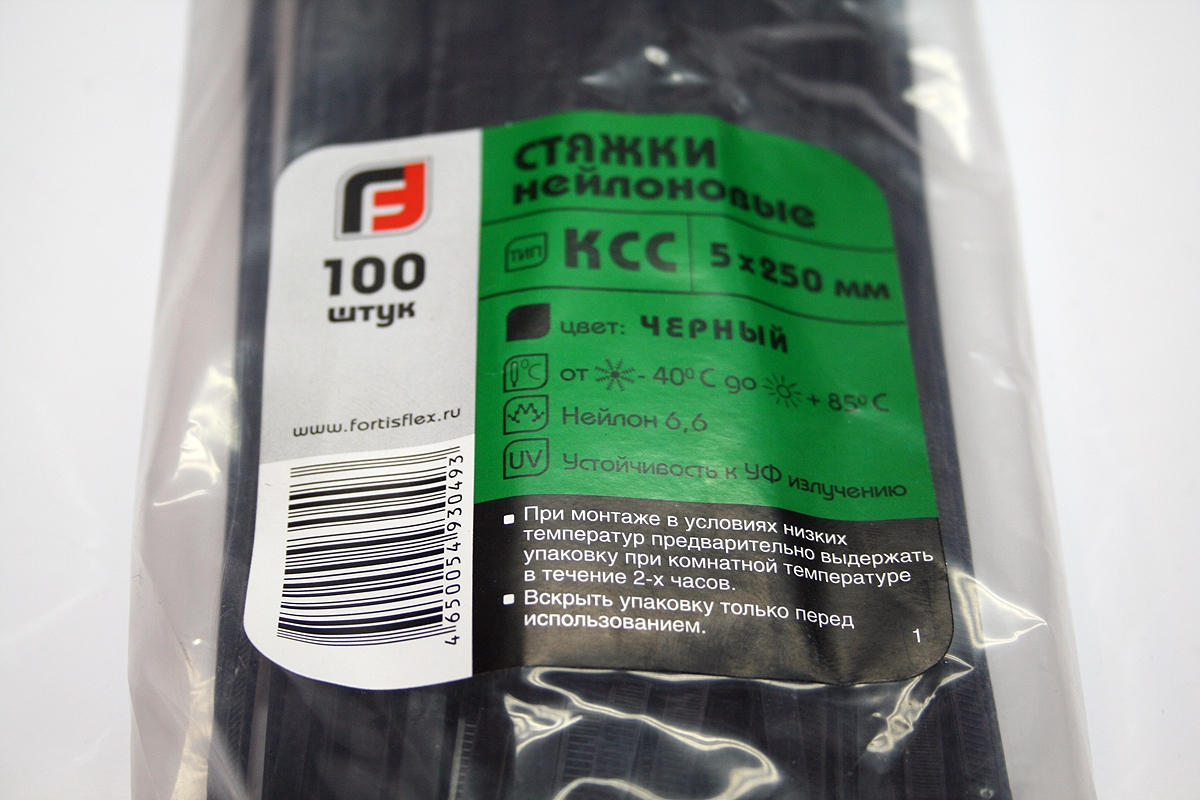 СТЯЖКИ
НЕЙЛОНОВЫЕ
тип КСС 5x250 мм
100
штук
цвет: ЧЕРНЫЙ
°C от - 40°C до + 85°C
Нейлон 6,6
UV Устойчивость к УФ излучению
www.fortisflex.ru
4650054930493
При монтаже в условиях низких
температур предварительно выдержать
упаковку при комнатной температуре
в течение 2-х часов.
Вскрыть упаковку только перед
использованием.
1